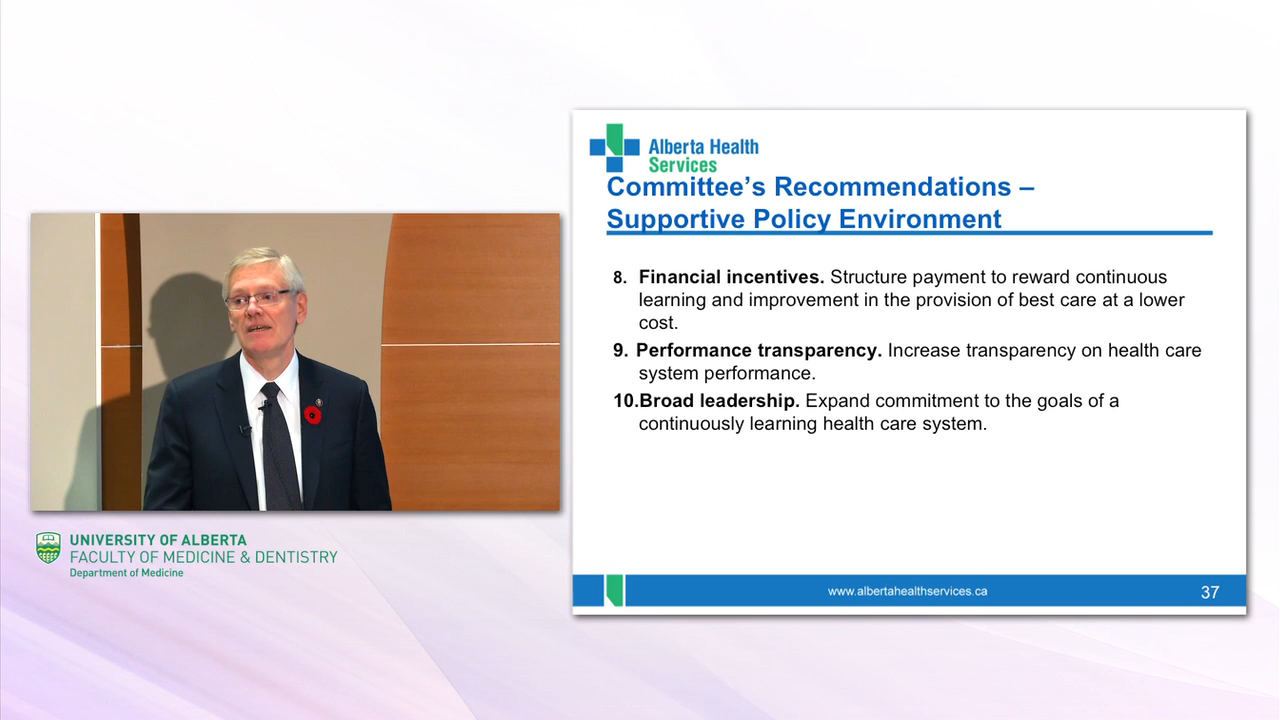 Alberta Health
Services
Committee's Recommendations –
Supportive Policy Environment
8. Financial incentives. Structure payment to reward continuous
learning and improvement in the provision of best care at a lower
cost.
9. Performance transparency. Increase transparency on health care
system performance.
10.Broad leadership. Expand commitment to the goals of a
continuously learning health care system.
www.albertahealthservices.ca
37
UNIVERSITY OF ALBERTA
FACULTY OF MEDICINE & DENTISTRY
Department of Medicine